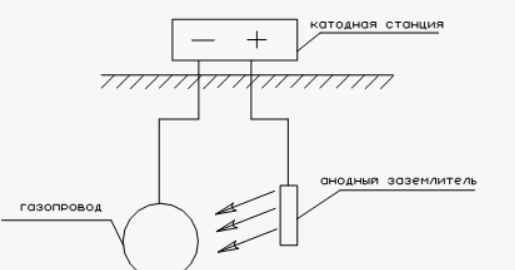 катодная станция
— +
анодный заземлитель
газопровод